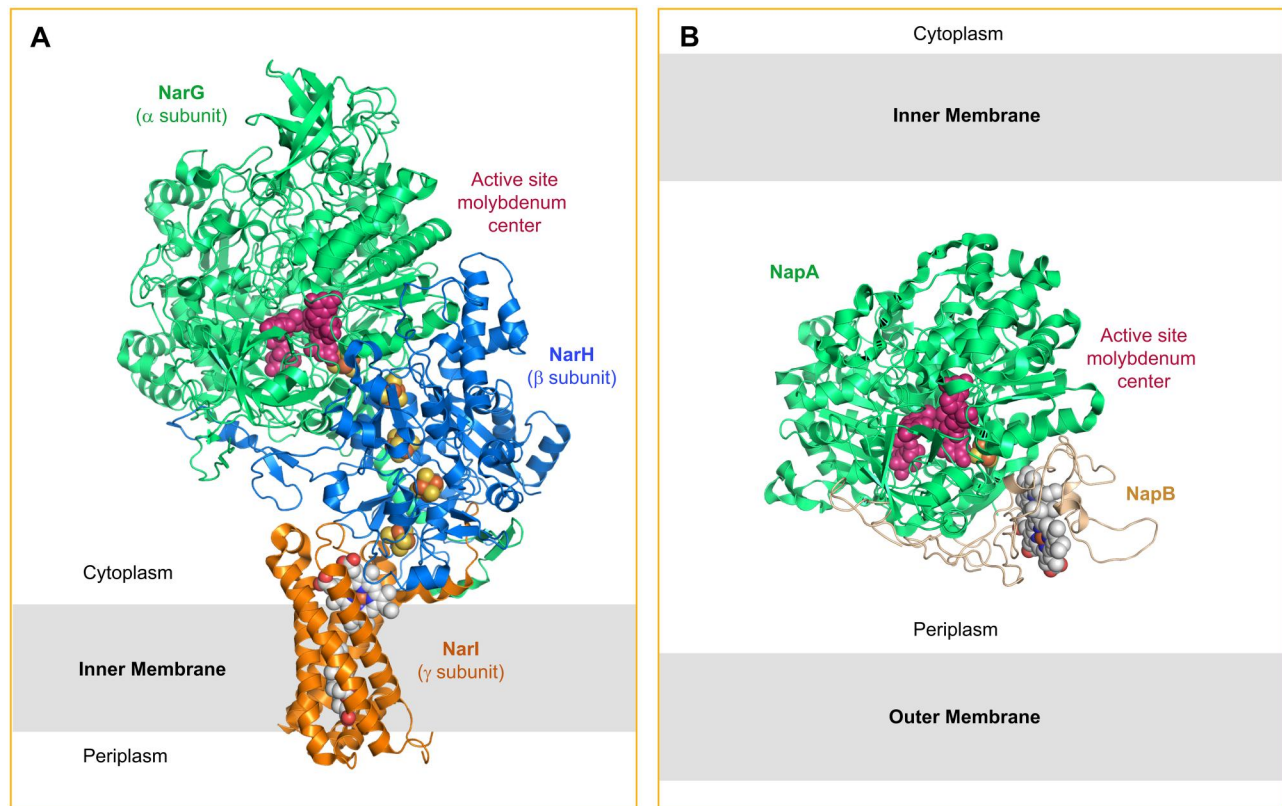 A
NarG
(α subunit)
Active site
molybdenum
center
NarH
(β subunit)
Cytoplasm
Inner Membrane
NarI
(γ subunit)
Periplasm
B
Cytoplasm
Inner Membrane
NapA
Active site
molybdenum
center
NapB
Periplasm
Outer Membrane